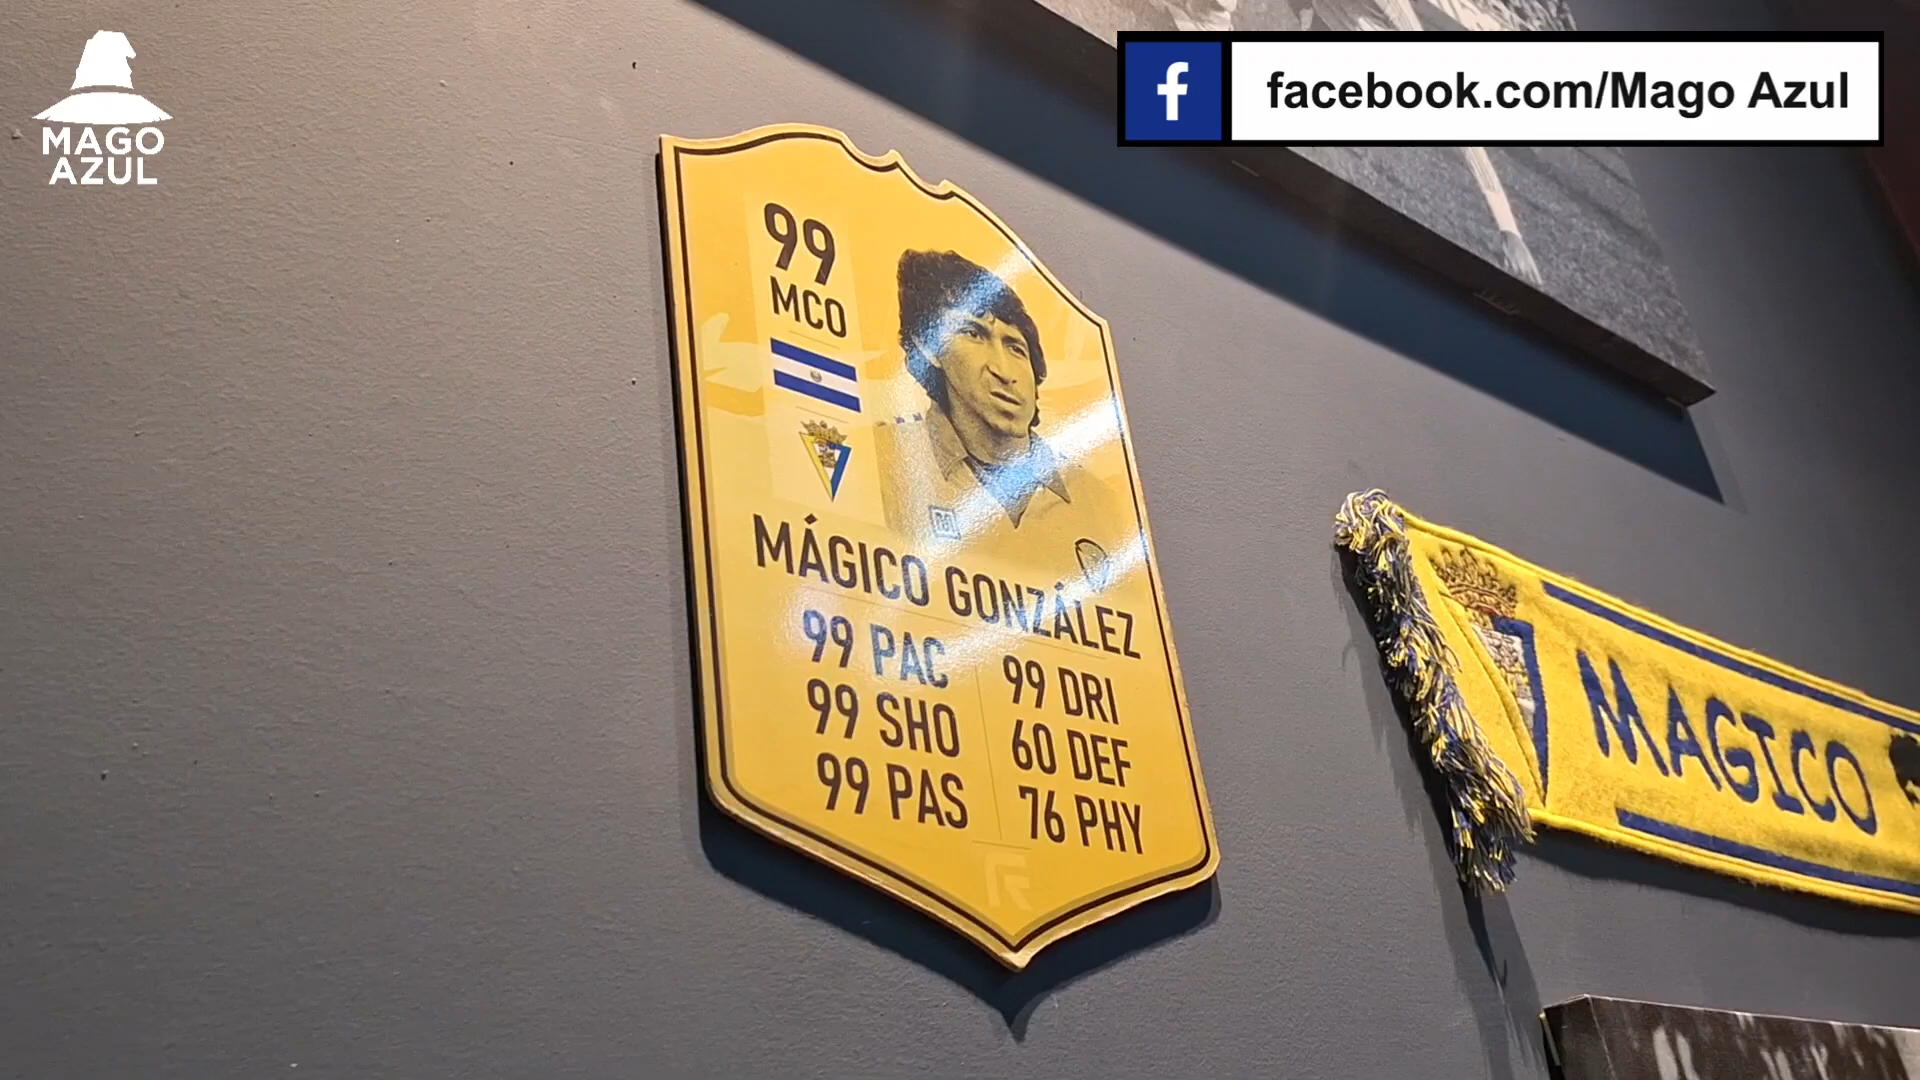 MAGO
AZUL
facebook.com/Mago Azul
99
MCO
MÁGICO GONZÁLEZ
99 PAC
99 SHO
99 PAS
99 DRI
60 DEF
76 PHY
MAGICO